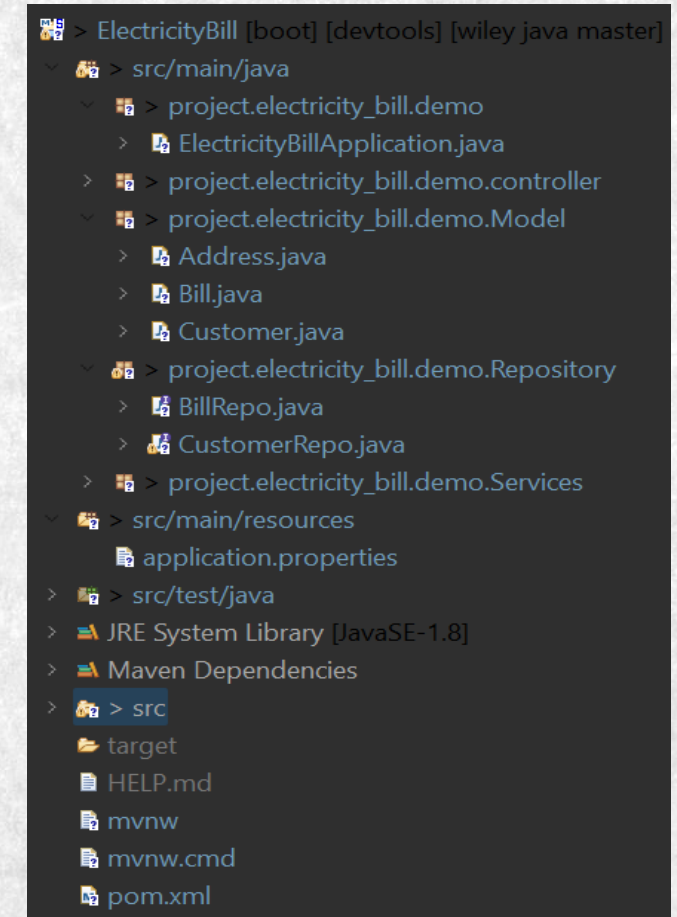 > ElectricityBill [boot] [devtools] [wiley java master]
> src/main/java
> project.electricity_bill.demo
> ElectricityBillApplication.java
> > project.electricity_bill.demo.controller
> project.electricity_bill.demo.Model
> Address.java
> Bill.java
> Customer.java
> project.electricity_bill.demo.Repository
> BillRepo.java
> CustomerRepo.java
> > project.electricity_bill.demo.Services
> src/main/resources
application.properties
> > src/test/java
> JRE System Library [JavaSE-1.8]
> Maven Dependencies
> > src
target
HELP.md
mvnw
mvnw.cmd
pom.xml